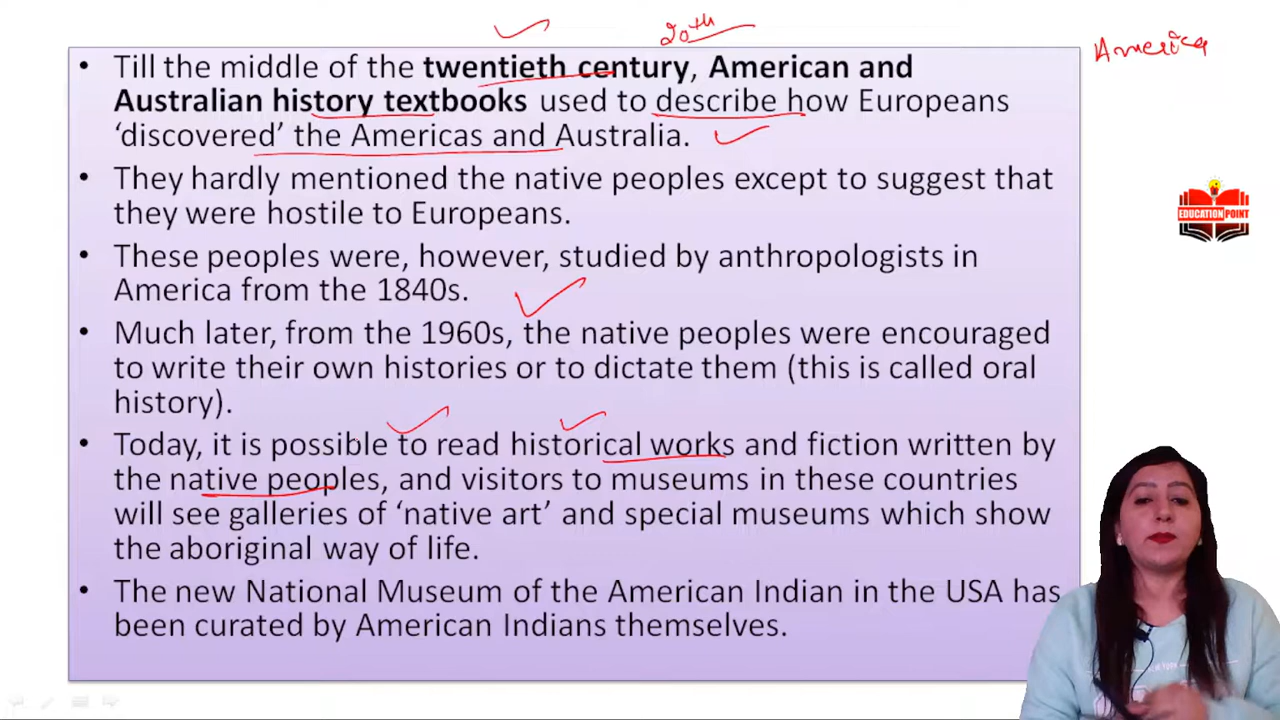 20th
America
• Till the middle of the twentieth century, American and
Australian history textbooks used to describe how Europeans
‘discovered’ the Americas and Australia.
• They hardly mentioned the native peoples except to suggest that
they were hostile to Europeans.
• These peoples were, however, studied by anthropologists in
America from the 1840s.
• Much later, from the 1960s, the native peoples were encouraged
to write their own histories or to dictate them (this is called oral
history).
• Today, it is possible to read historical works and fiction written by
the native peoples, and visitors to museums in these countries
will see galleries of ‘native art’ and special museums which show
the aboriginal way of life.
• The new National Museum of the American Indian in the USA has
been curated by American Indians themselves.
EDUCATION POINT